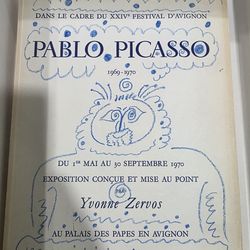 DANS LE CADRE DU XXIVe FESTIVAL D'AVIGNON
PABLO PICASSO
1969-1970
DU 1er MAI AU 30 SEPTEMBRE 1970
EXPOSITION CONÇUE ET MISE AU POINT
PAR
Yvonne Zervos
AU PALAIS DES PAPES EN AVIGNON